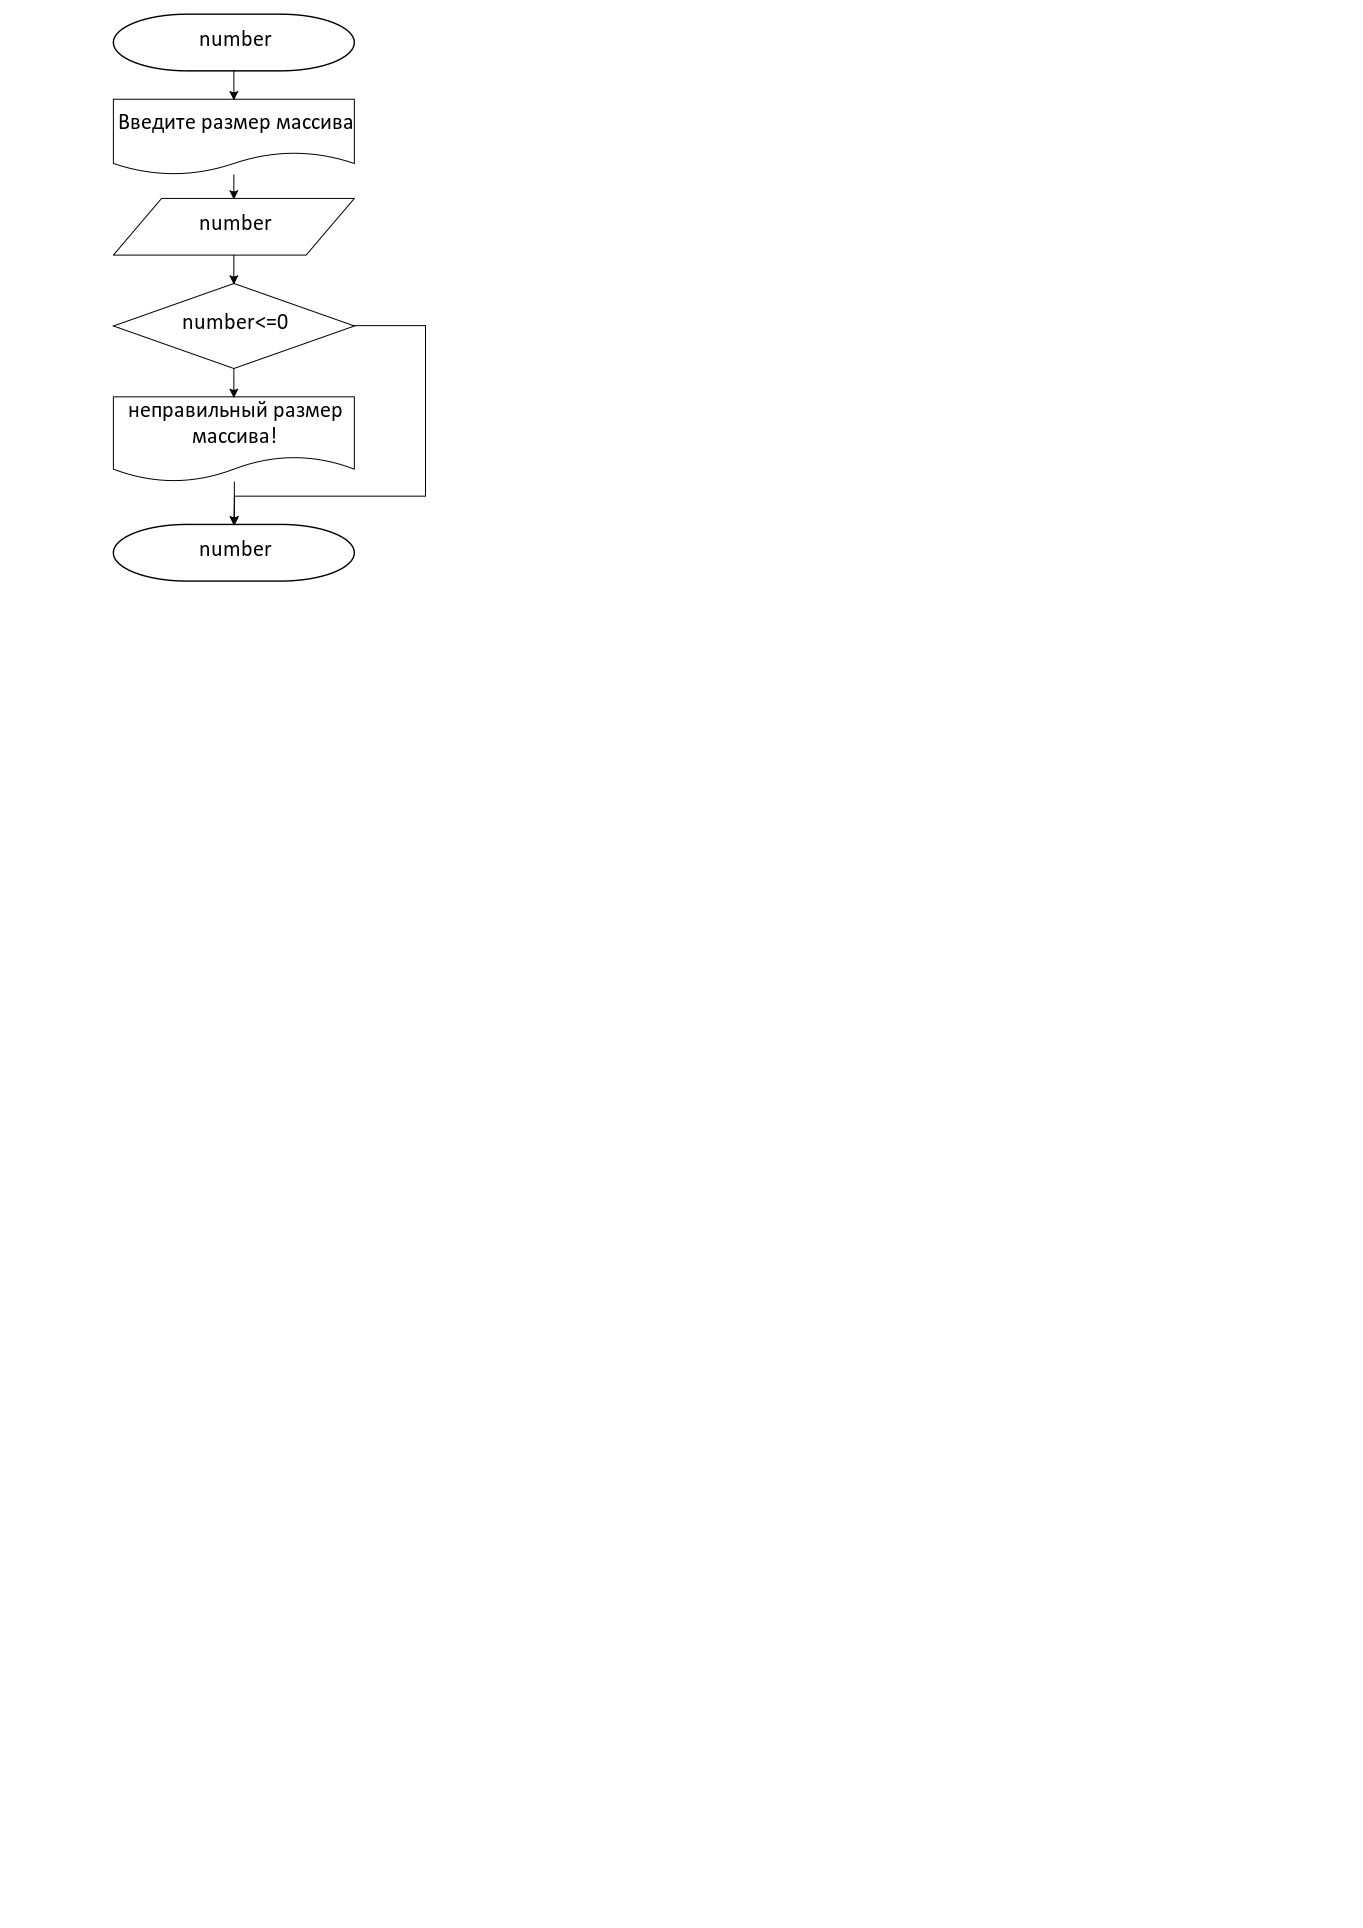 number
Введите размер массива
number
number<=0
неправильный размер
массива!
number